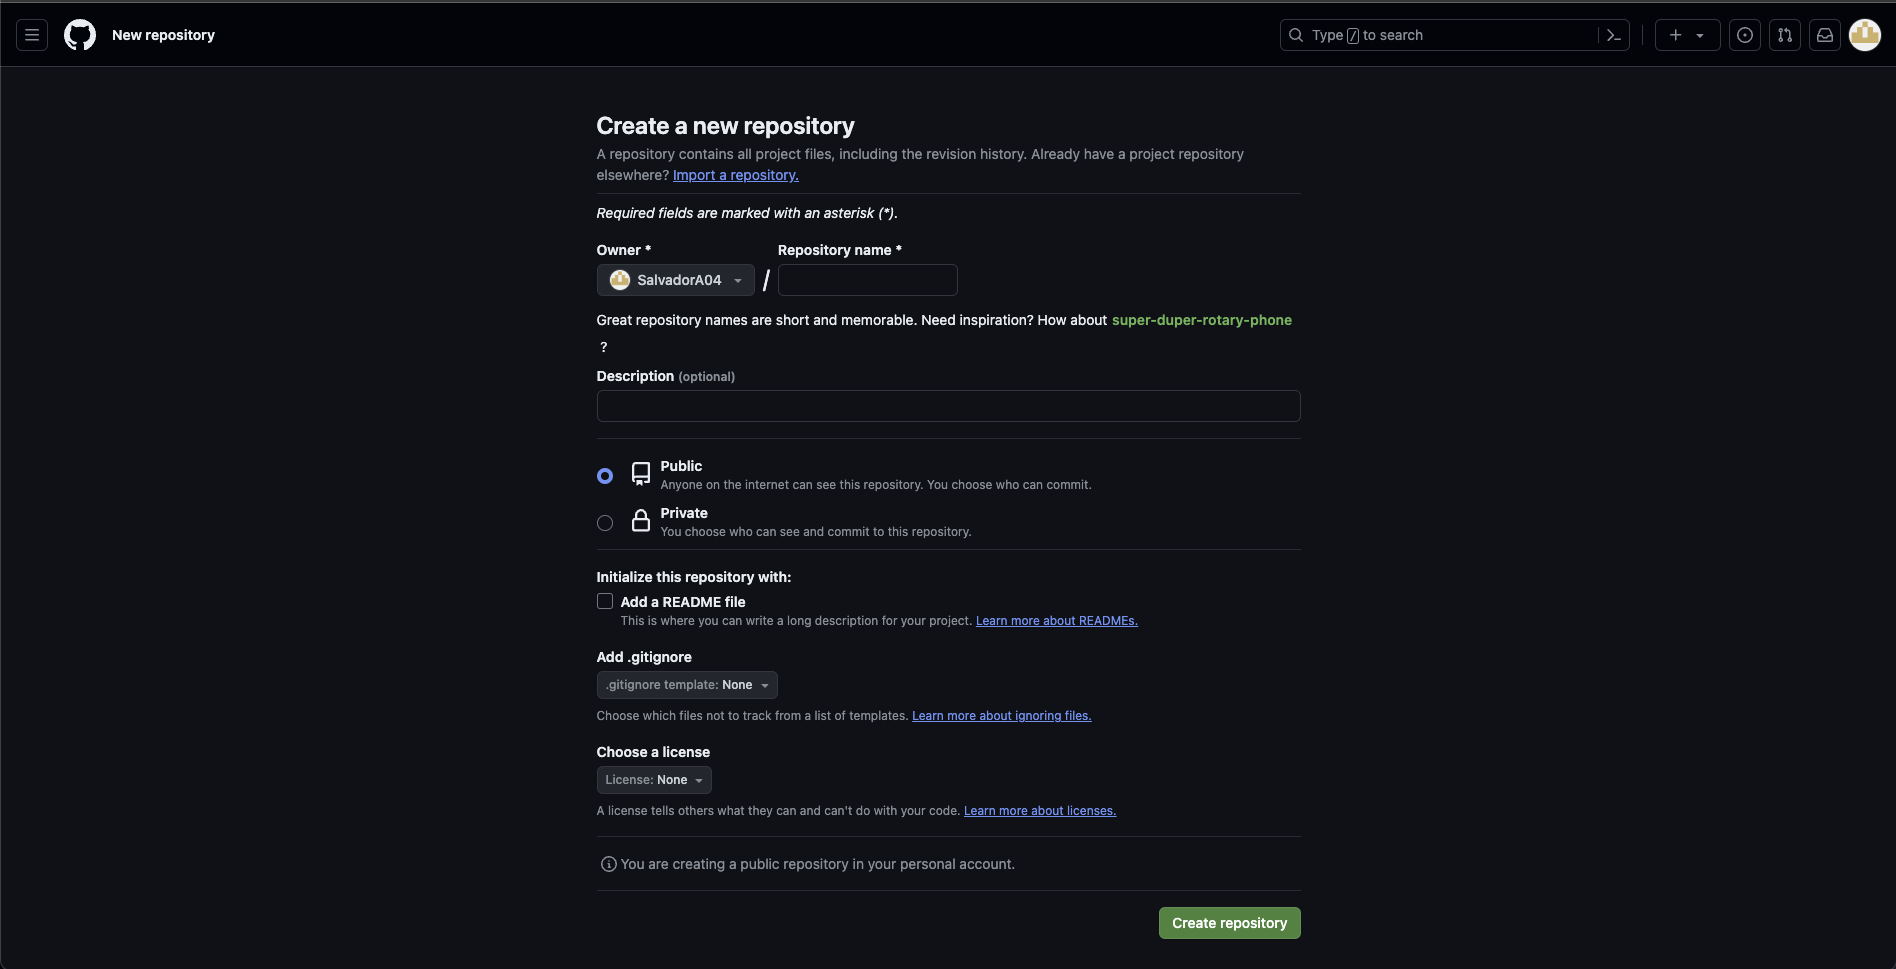 New repository
Type / to search
Create a new repository
A repository contains all project files, including the revision history. Already have a project repository
elsewhere? Import a repository.
Required fields are marked with an asterisk (*).
Owner *
Repository name *
SalvadorA04
/
Great repository names are short and memorable. Need inspiration? How about super-duper-rotary-phone
?
Description (optional)
Public
Anyone on the internet can see this repository. You choose who can commit.
Private
You choose who can see and commit to this repository.
Initialize this repository with:
Add a README file
This is where you can write a long description for your project. Learn more about READMEs.
Add .gitignore
.gitignore template: None
Choose which files not to track from a list of templates. Learn more about ignoring files.
Choose a license
License: None
A license tells others what they can and can't do with your code. Learn more about licenses.
You are creating a public repository in your personal account.
Create repository